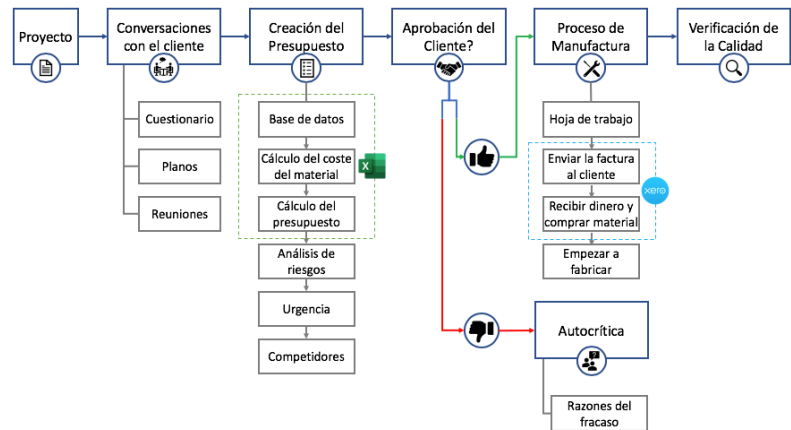 Proyecto
Conversaciones
con el cliente
Creación del
Presupuesto
Aprobación del
Cliente?
Proceso de
Manufactura
Verificación de
la Calidad
Cuestionario
Planos
Reuniones
Base de datos
Cálculo del coste
del material
X
Cálculo del
presupuesto
Análisis de
riesgos
Urgencia
Competidores
Hoja de trabajo
Enviar la factura
al cliente
xero
Recibir dinero y
comprar material
Empezar a
fabricar
Autocrítica
?
Razones del
fracaso